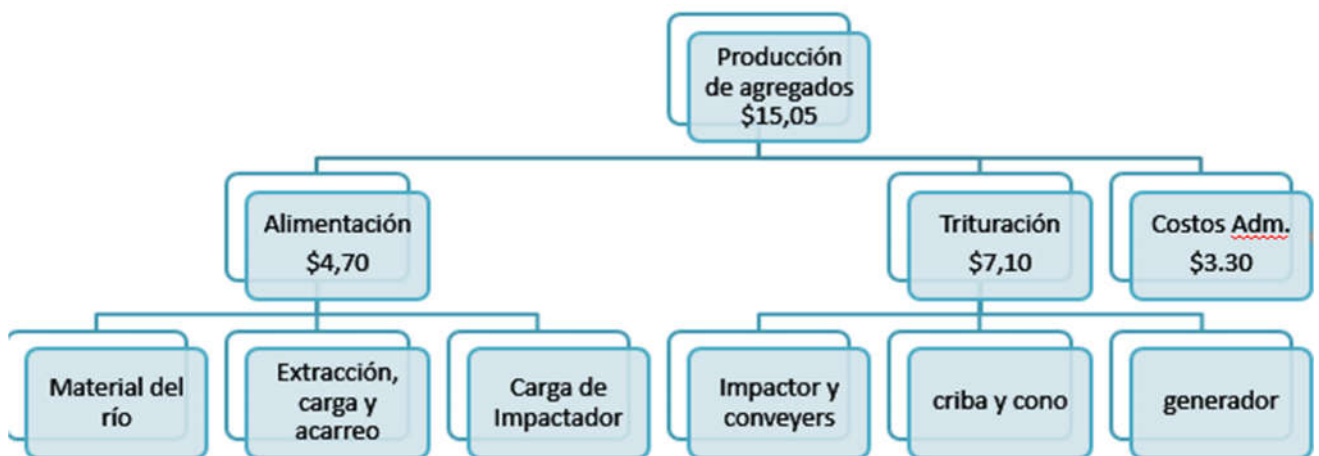 Producción
de agregados
$15,05
Alimentación
$4,70
Trituración
$7,10
Costos Adm.
$3.30
Material del
río
Extracción,
carga y
acarreo
Carga de
Impactador
Impactor y
conveyers
criba y cono
generador